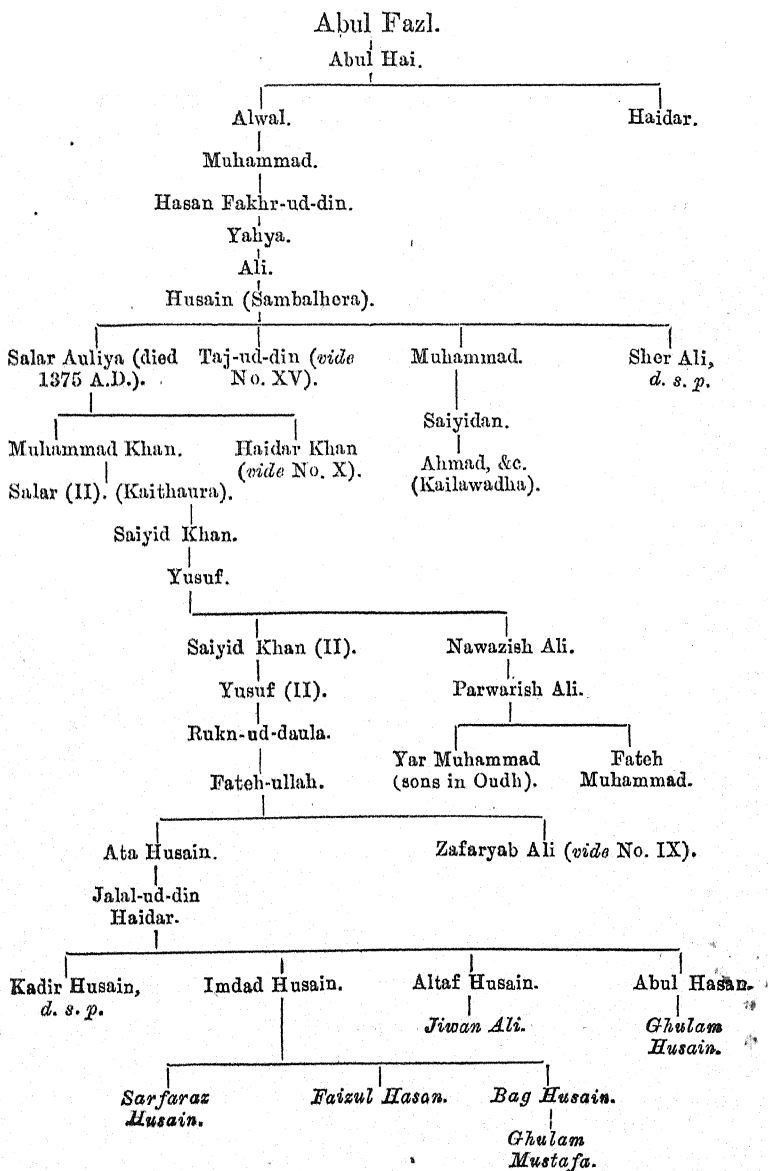 Abul Fazl.
Abul Hai.
Alwal.
Haidar.
Muhammad.
Hasan Fakhr-ud-din.
Yahya.
Ali.
Husain (Sambalhera).
Salar Auliya (died
1375 A.D.).
Taj-ud-din (vide
No. XV).
Muhammad.
Sher Ali,
d. s. p.
Saiyidan.
Muhammad Khan.
Haidar Khan
(vide No. X).
Ahmad, &c.
(Kailawadha).
Salar (II). (Kaithaura).
Saiyid Khan.
Yusuf.
Saiyid Khan (II).
Nawazish Ali.
Yusuf (II).
Parwarish Ali.
Rukn-ud-daula.
Yar Muhammad
(sons in Oudh).
Fateh
Muhammad.
Fateh-ullah.
Ata Husain.
Zafaryab Ali (vide No. IX).
Jalal-ud-din
Haidar.
Kadir Husain,
d. s. p.
Imdad Husain.
Altaf Husain.
Abul Hasan.
Jiwan Ali.
Ghulam
Husain.
Sarfaraz
Husain.
Faizul Hasan.
Bag Husain.
Ghulam
Mustafa.